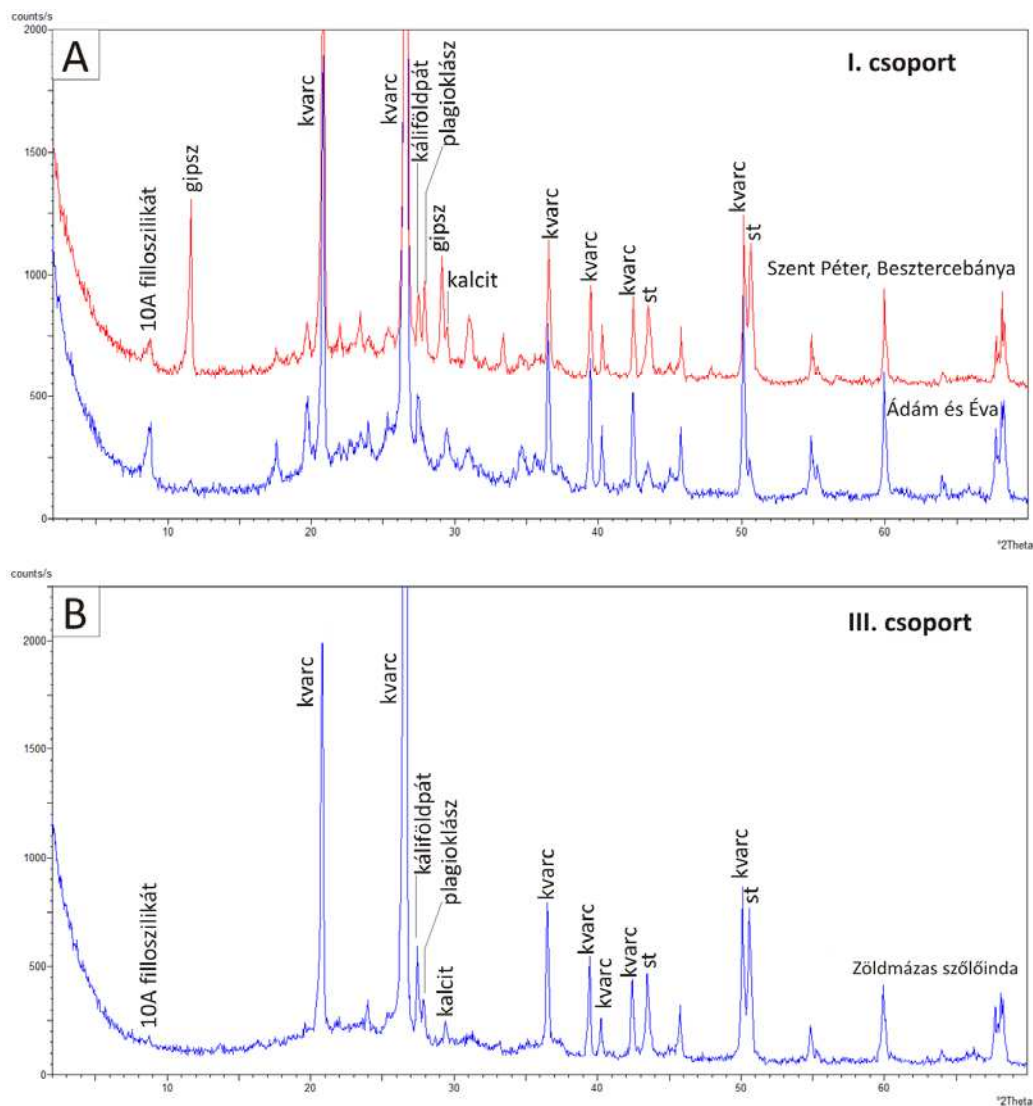 counts/s
2000
A
I. csoport
kvarc
kvarc
káliföldpát
plagioklász
1500
10A filloszilikát
gipsz
gipsz
kalcit
kvarc
kvarc
kvarc
st
kvarc
st
1000
Szent Péter, Besztercebánya
500
Ádám és Éva
0
10
20
30
40
50
60
°2Theta
counts/s
B
III. csoport
2000
kvarc
kvarc
1500
káliföldpát
plagioklász
1000
10A filloszilikát
kalcit
kvarc
kvarc
kvarc
kvarc
st
kvarc
st
500
Zöldmázas szőlőinda
0
10
20
30
40
50
60
°2Theta